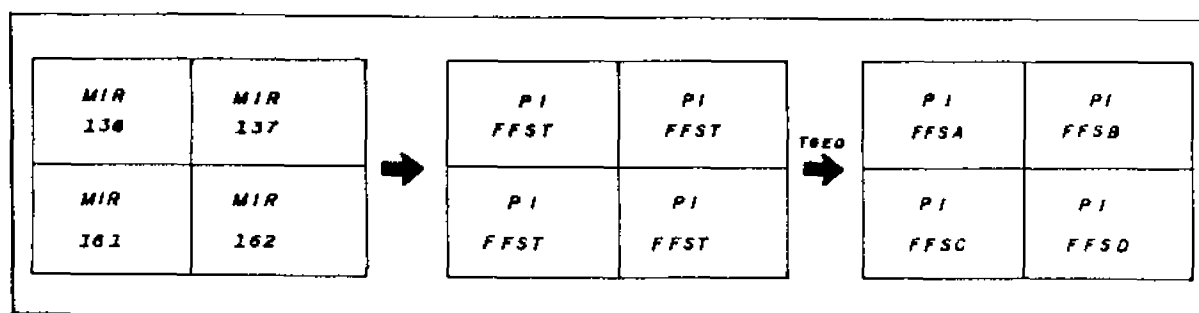 MIR MIR PI PI PI PI
136 137 FFST FFST FFSA FFSB
MIR MIR PI PI PI PI
161 162 FFST FFST FFSC FFSD